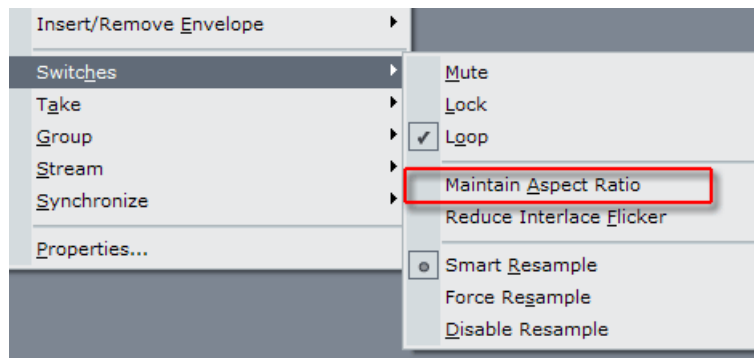 Insert/Remove Envelope
Switches
Take
Group
Stream
Synchronize
Properties...
Mute
Lock
Loop
Maintain Aspect Ratio
Reduce Interlace Flicker
Smart Resample
Force Resample
Disable Resample